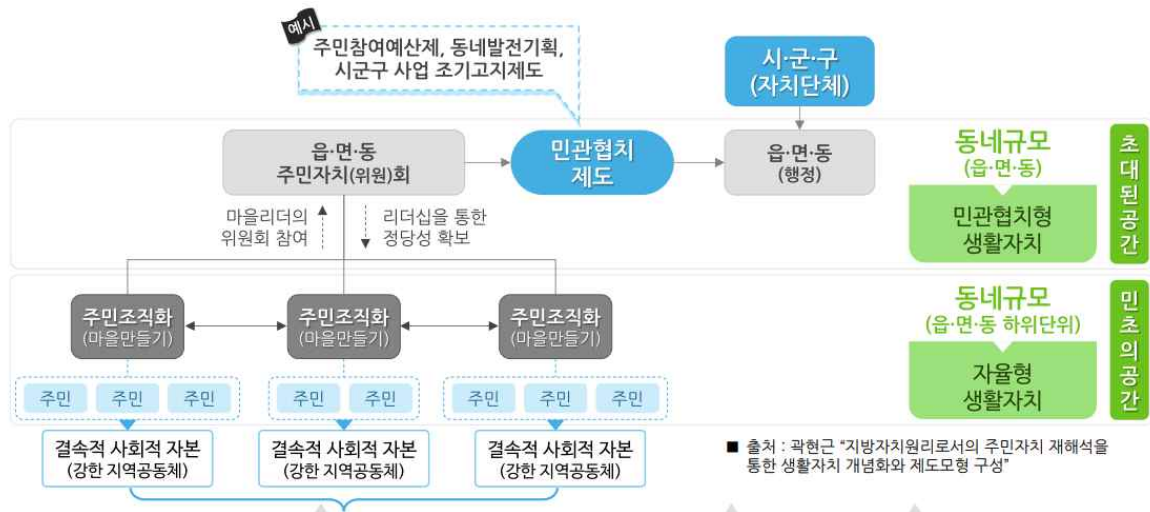 예시
주민참여예산제, 동네발전기획,
시군구 사업 조기고지제도
시·군·구
(자치단체)
읍·면·동
주민자치(위원)회
민관협치
제도
읍·면·동
(행정)
동네규모
(읍·면·동)
민관협치형
생활자치
초대된공간
마을리더의
위원회 참여
리더십을 통한
정당성 확보
주민조직화
(마을만들기)
주민조직화
(마을만들기)
주민조직화
(마을만들기)
동네규모
(읍·면·동 하위단위)
자율형
생활자치
민초의공간
주민 주민 주민
주민 주민
주민 주민 주민
결속적 사회적 자본
(강한 지역공동체)
결속적 사회적 자본
(강한 지역공동체)
결속적 사회적 자본
(강한 지역공동체)
■ 출처 : 곽현근 “지방자치원리로서의 주민자치 재해석을
통한 생활자치 개념화와 제도모형 구성”